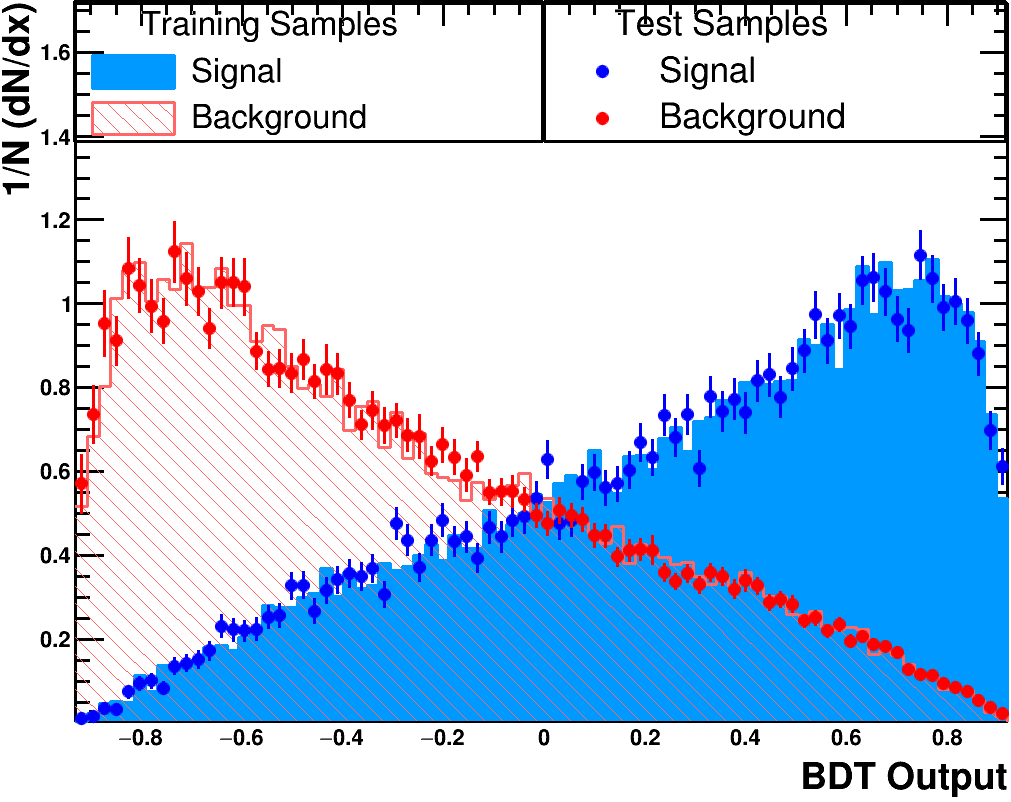 1/N (dN/dx)
Training Samples
Signal
Background
Test Samples
Signal
Background
1.6
1.4
1.2
1
0.8
0.6
0.4
0.2
−0.8 −0.6 −0.4 −0.2 0 0.2 0.4 0.6 0.8
BDT Output